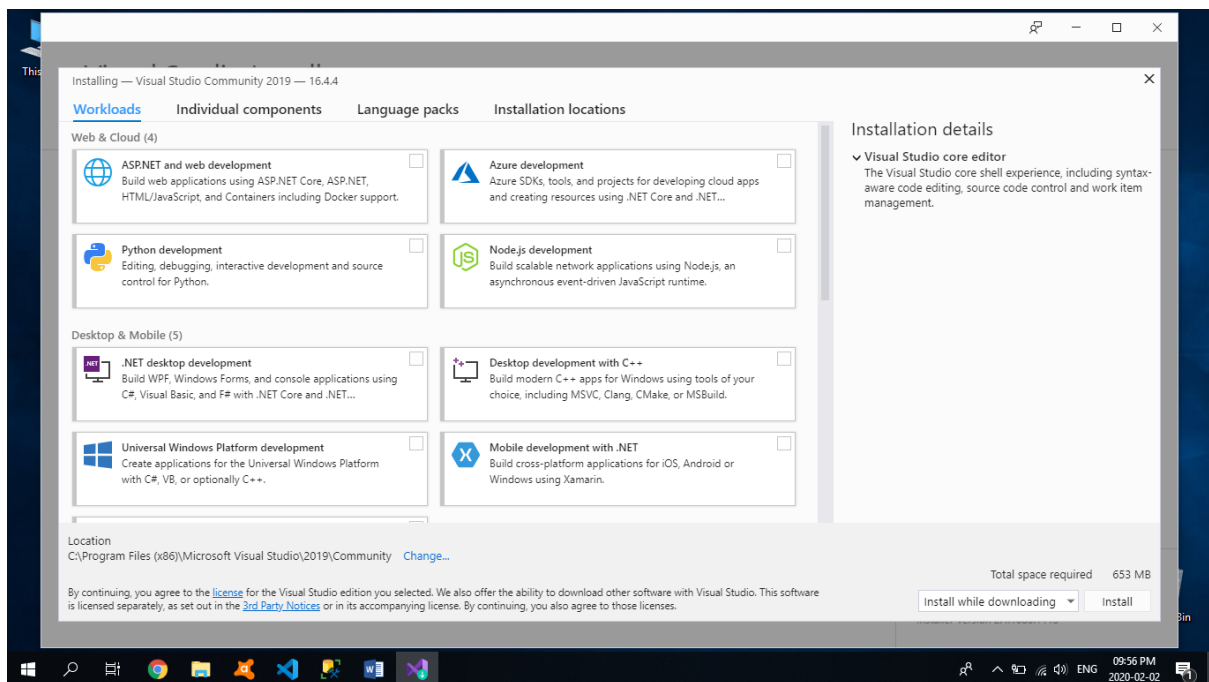 This
Installing — Visual Studio Community 2019 — 16.4.4
Workloads Individual components Language packs Installation locations
Web & Cloud (4)
ASP.NET and web development
Build web applications using ASP.NET Core, ASP.NET,
HTML/JavaScript, and Containers including Docker support.
Azure development
Azure SDKs, tools, and projects for developing cloud apps
and creating resources using .NET Core and .NET...
Python development
Editing, debugging, interactive development and source
control for Python.
Node.js development
Build scalable network applications using Node.js, an
asynchronous event-driven JavaScript runtime.
Desktop & Mobile (5)
.NET desktop development
Build WPF, Windows Forms, and console applications using
C#, Visual Basic, and F# with .NET Core and .NET...
Desktop development with C++
Build modern C++ apps for Windows using tools of your
choice, including MSVC, Clang, CMake, or MSBuild.
Universal Windows Platform development
Create applications for the Universal Windows Platform
with C#, VB, or optionally C++.
Mobile development with .NET
Build cross-platform applications for iOS, Android or
Windows using Xamarin.
Installation details
Visual Studio core editor
The Visual Studio core shell experience, including syntax-
aware code editing, source code control and work item
management.
Location
C:\Program Files (x86)\Microsoft Visual Studio\2019\Community Change...
By continuing, you agree to the license for the Visual Studio edition you selected. We also offer the ability to download other software with Visual Studio. This software
is licensed separately, as set out in the 3rd Party Notices or in its accompanying license. By continuing, you also agree to those licenses.
Total space required 653 MB
Install while downloading Install
Bin
ENG
09:56 PM
2020-02-02